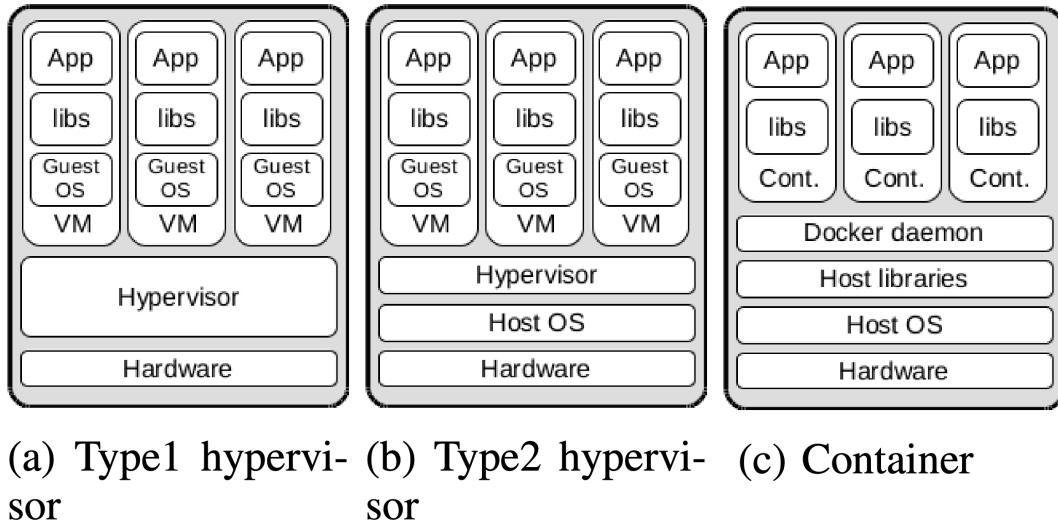 App App App
libs libs libs
Guest OS Guest OS Guest OS
VM VM VM
Hypervisor
Hardware
(a) Type1 hypervi-
sor
App App App
libs libs libs
Guest OS Guest OS Guest OS
VM VM VM
Hypervisor
Host OS
Hardware
(b) Type2 hypervi-
sor
App App App
libs libs libs
Cont. Cont. Cont.
Docker daemon
Host libraries
Host OS
Hardware
(c) Container